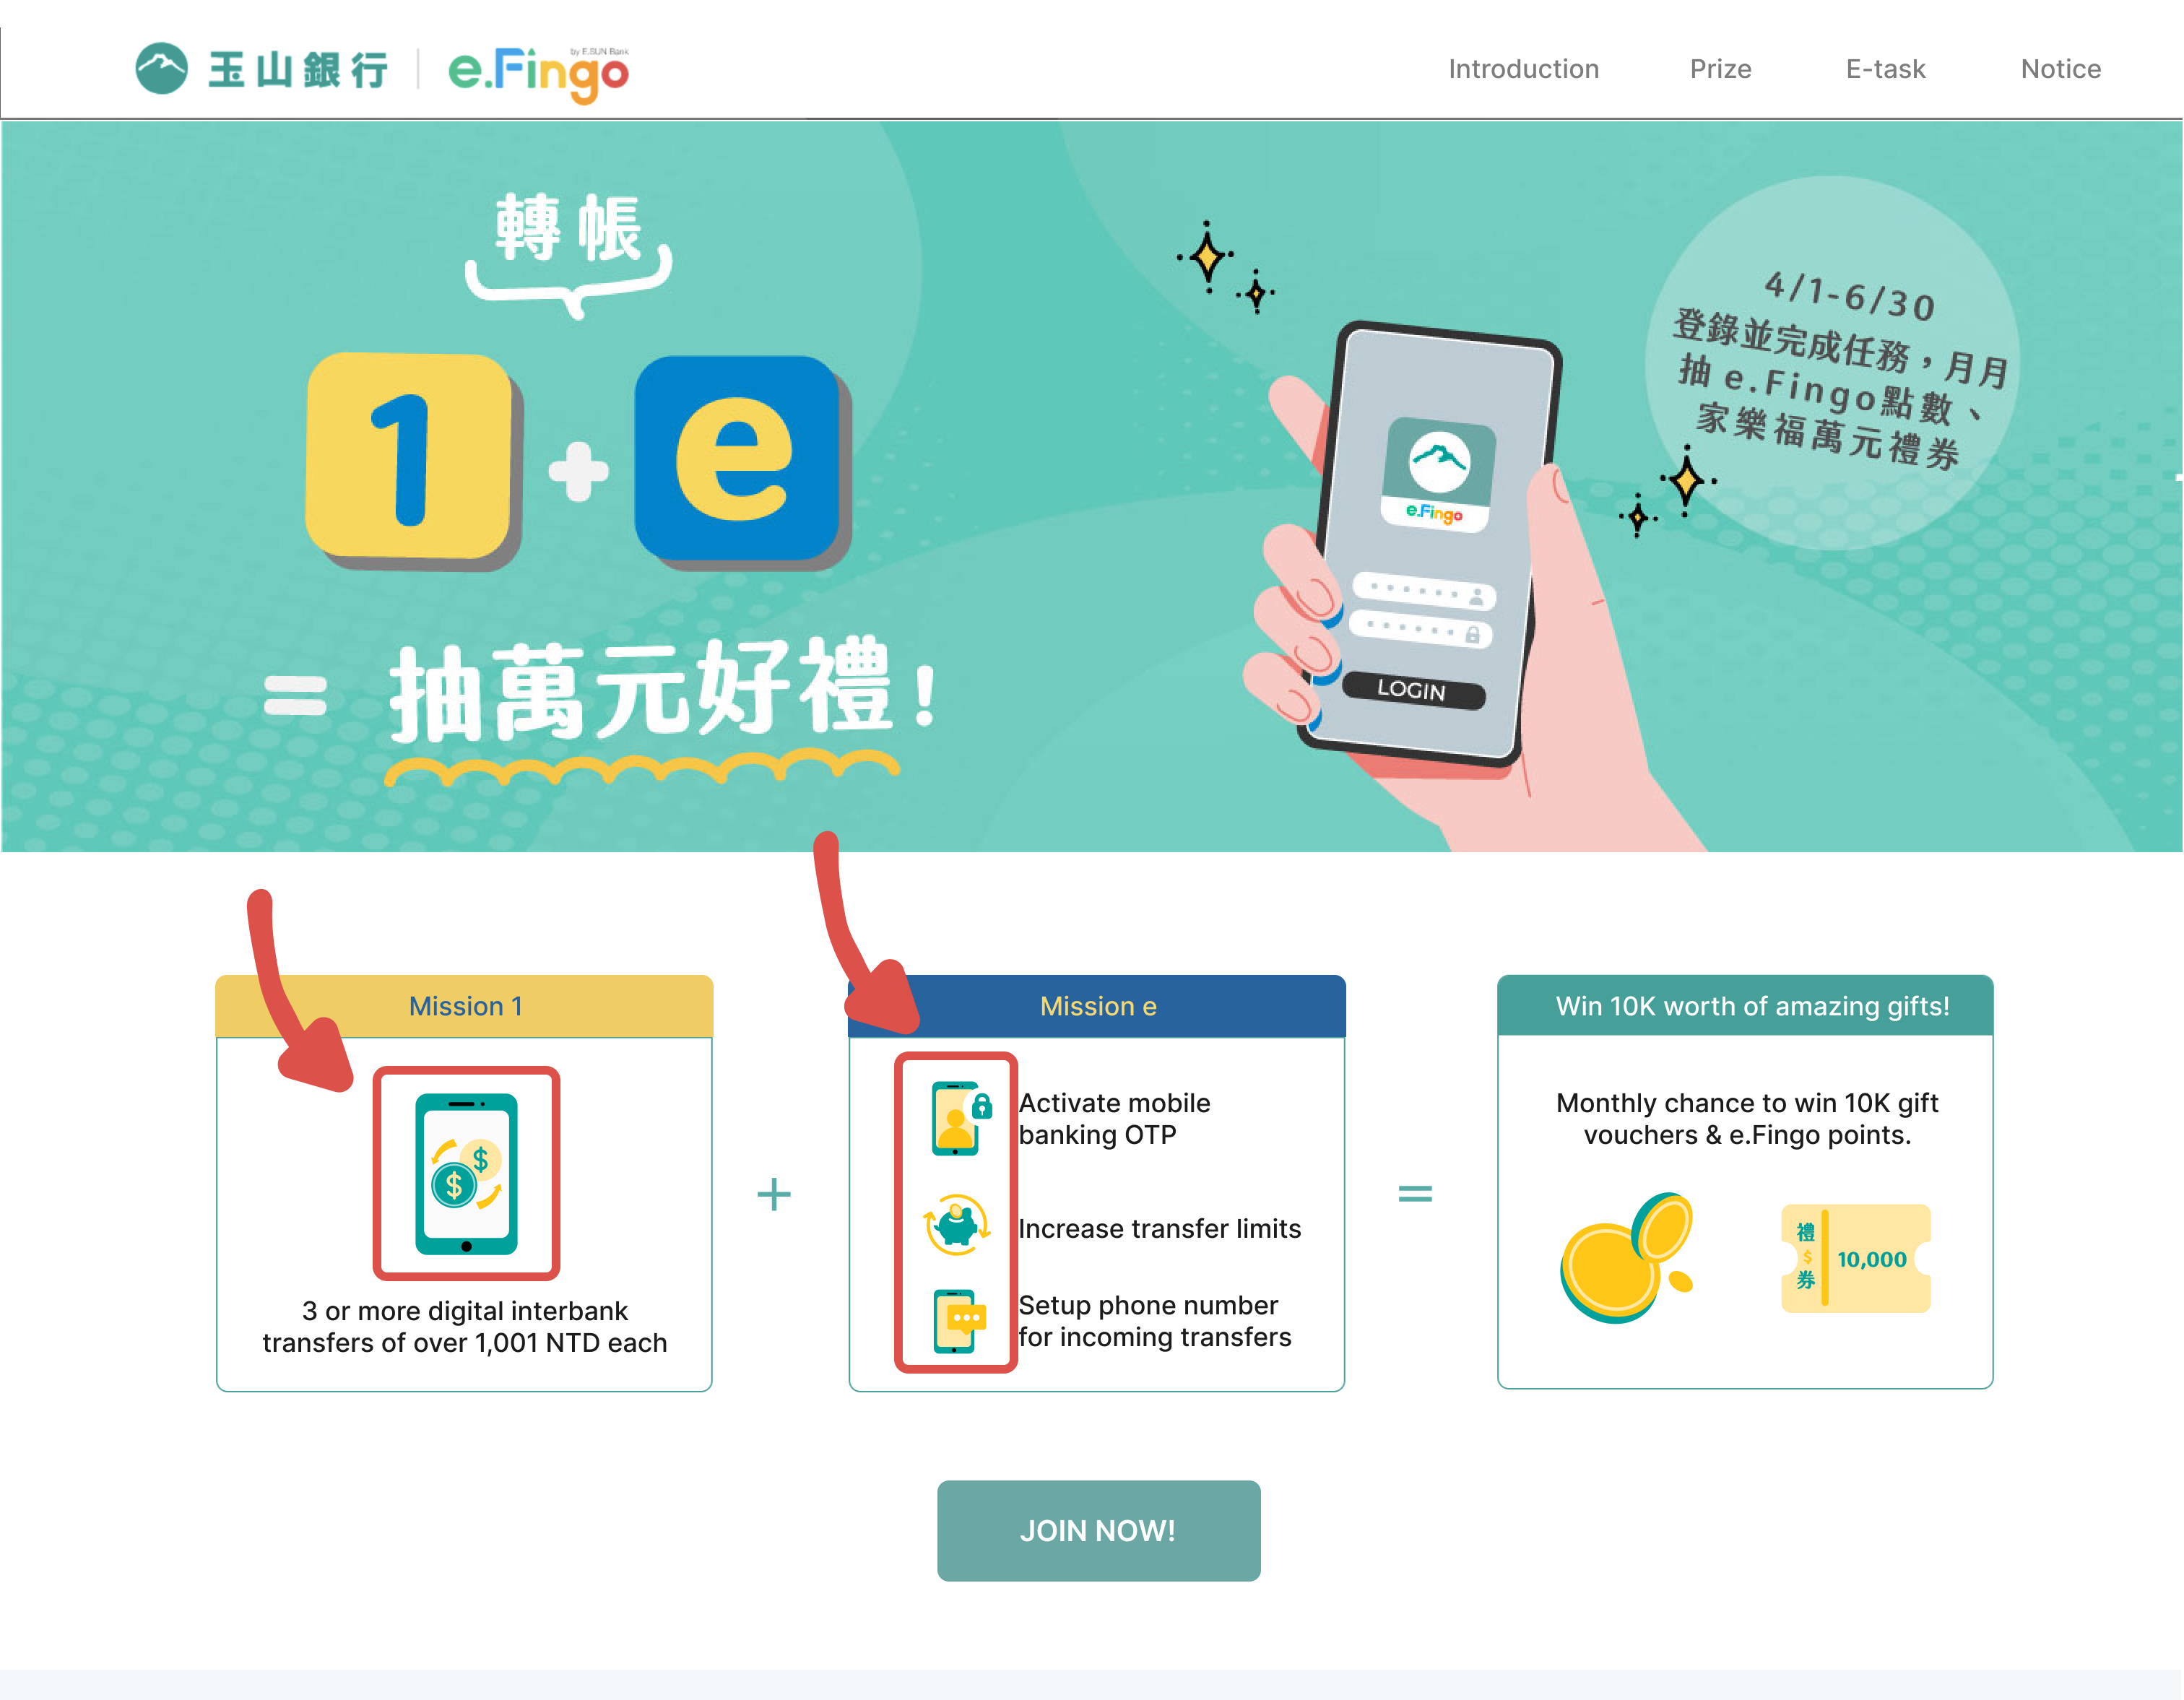 玉山銀行
e.Fingo
by E.SUN Bank
Introduction
Prize
E-task
Notice
轉帳
1 + e
= 抽萬元好禮!
4/1-6/30
登錄並完成任務，月月
抽 e.Fingo點數、
家樂福萬元禮券
e.Fingo
LOGIN
Mission 1
3 or more digital interbank
transfers of over 1,001 NTD each
+
Mission e
Activate mobile
banking OTP
Increase transfer limits
Setup phone number
for incoming transfers
=
Win 10K worth of amazing gifts!
Monthly chance to win 10K gift
vouchers & e.Fingo points.
禮
$
券
10,000
$
$
JOIN NOW!